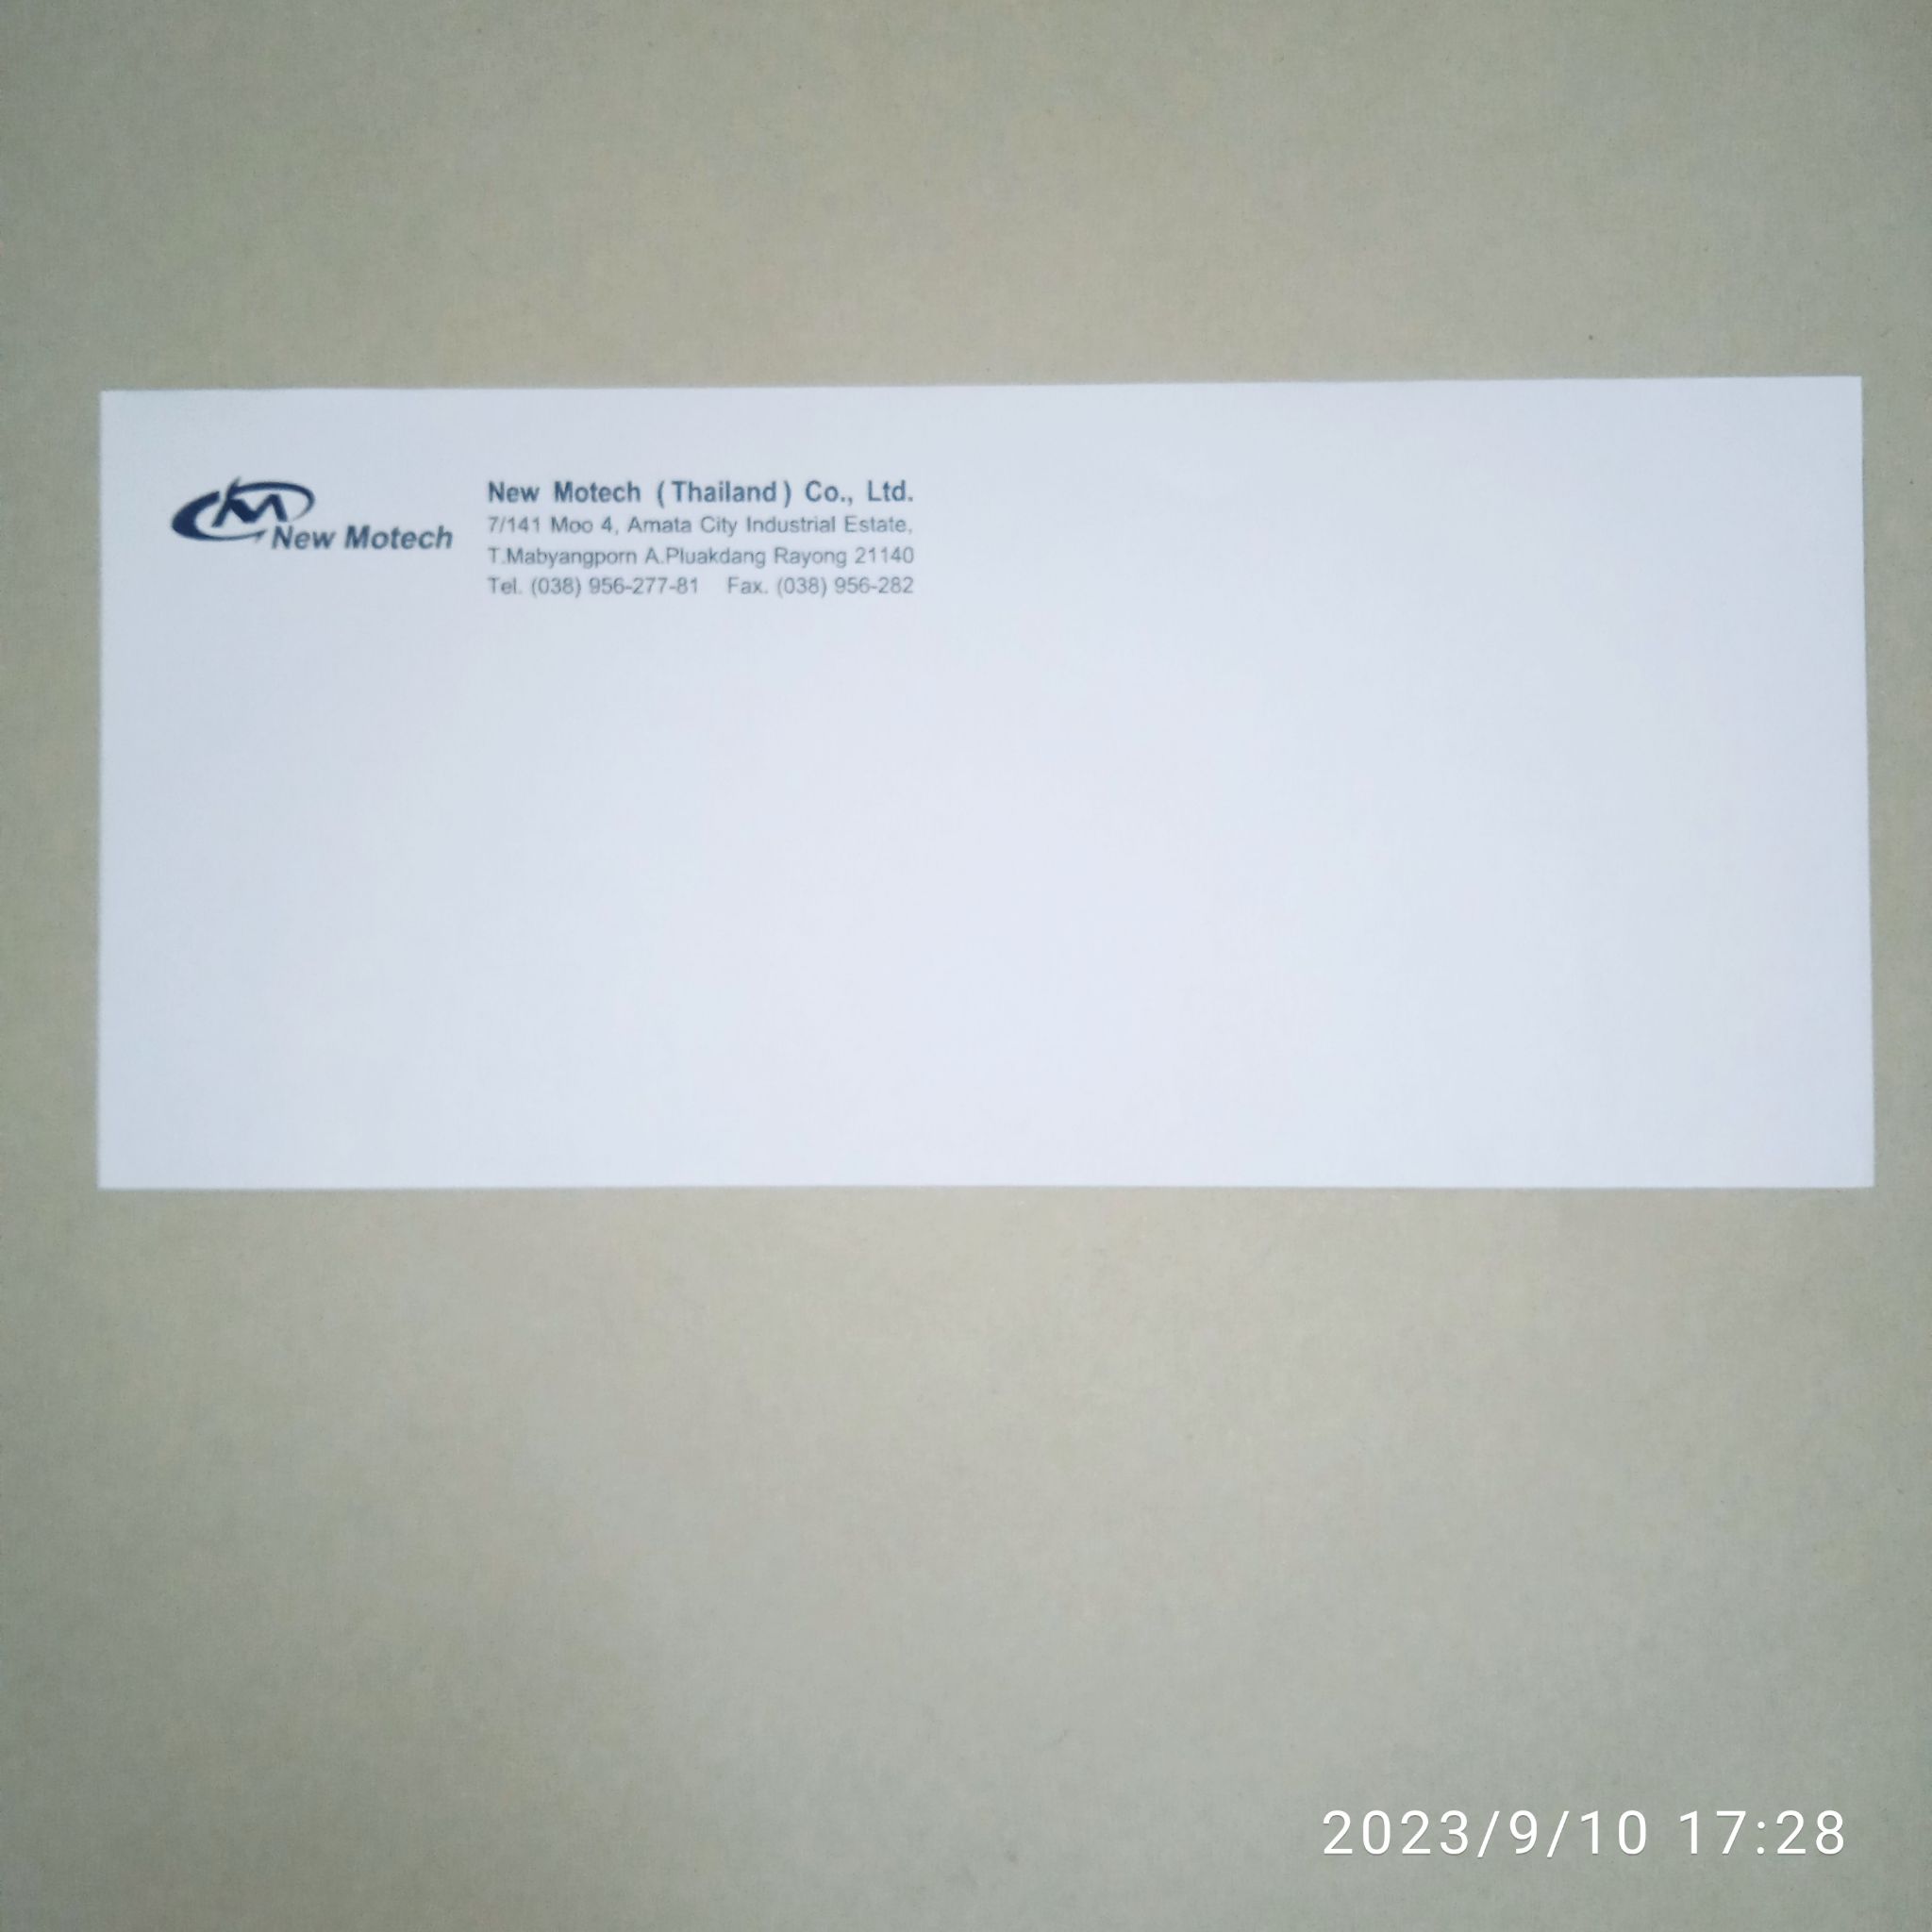 New Motech
New Motech (Thailand) Co., Ltd.
7/141 Moo 4, Amata City Industrial Estate,
T.Mabyangporn A.Pluakdang Rayong 21140
Tel. (038) 956-277-81 Fax. (038) 956-282
2023/9/10 17:28